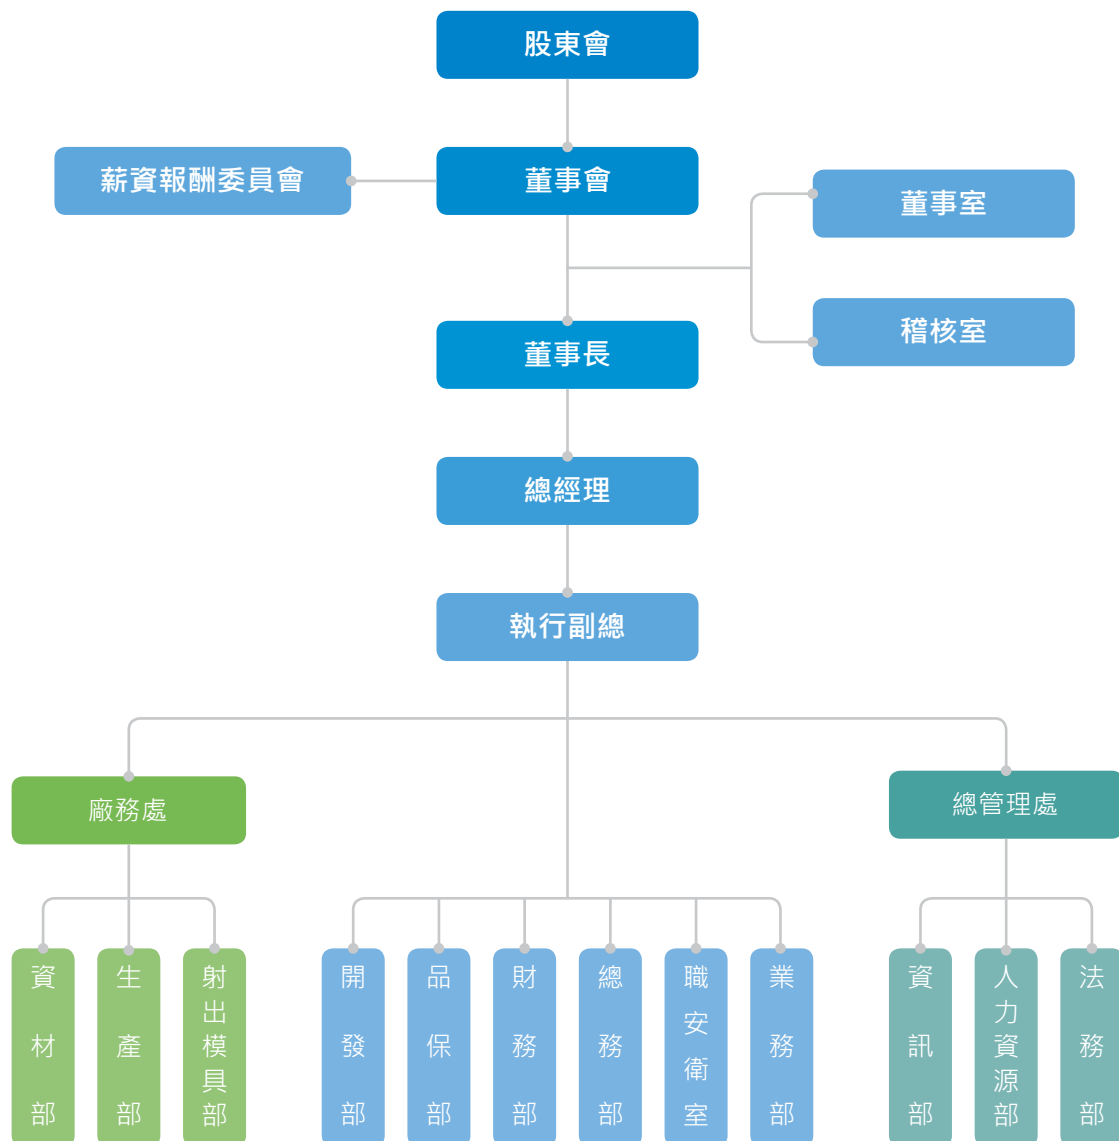 股東會
薪資報酬委員會
董事會
董事室
稽核室
董事長
總經理
執行副總
廠務處
總管理處
資材部
生產部
射出模具部
開發部
品保部
財務部
總務部
職安衛室
業務部
資訊部
人力資源部
法務部